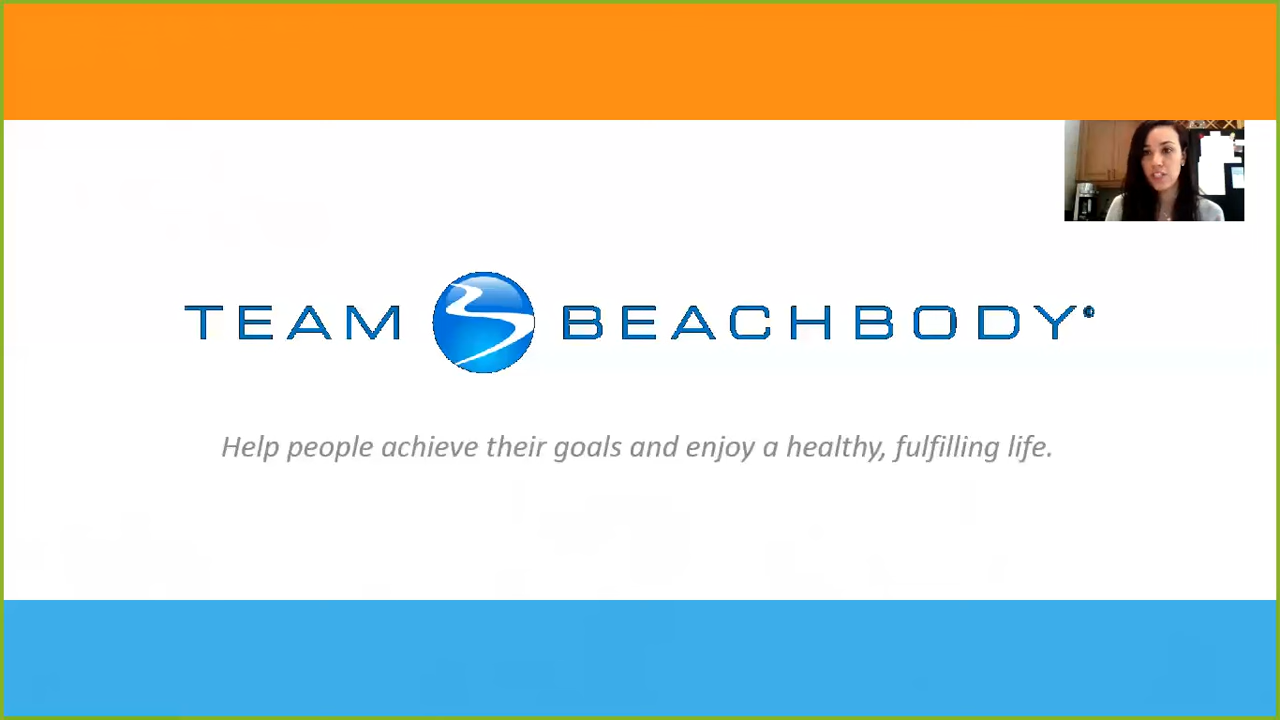 TEAM BEACHBODY
Help people achieve their goals and enjoy a healthy, fulfilling life.